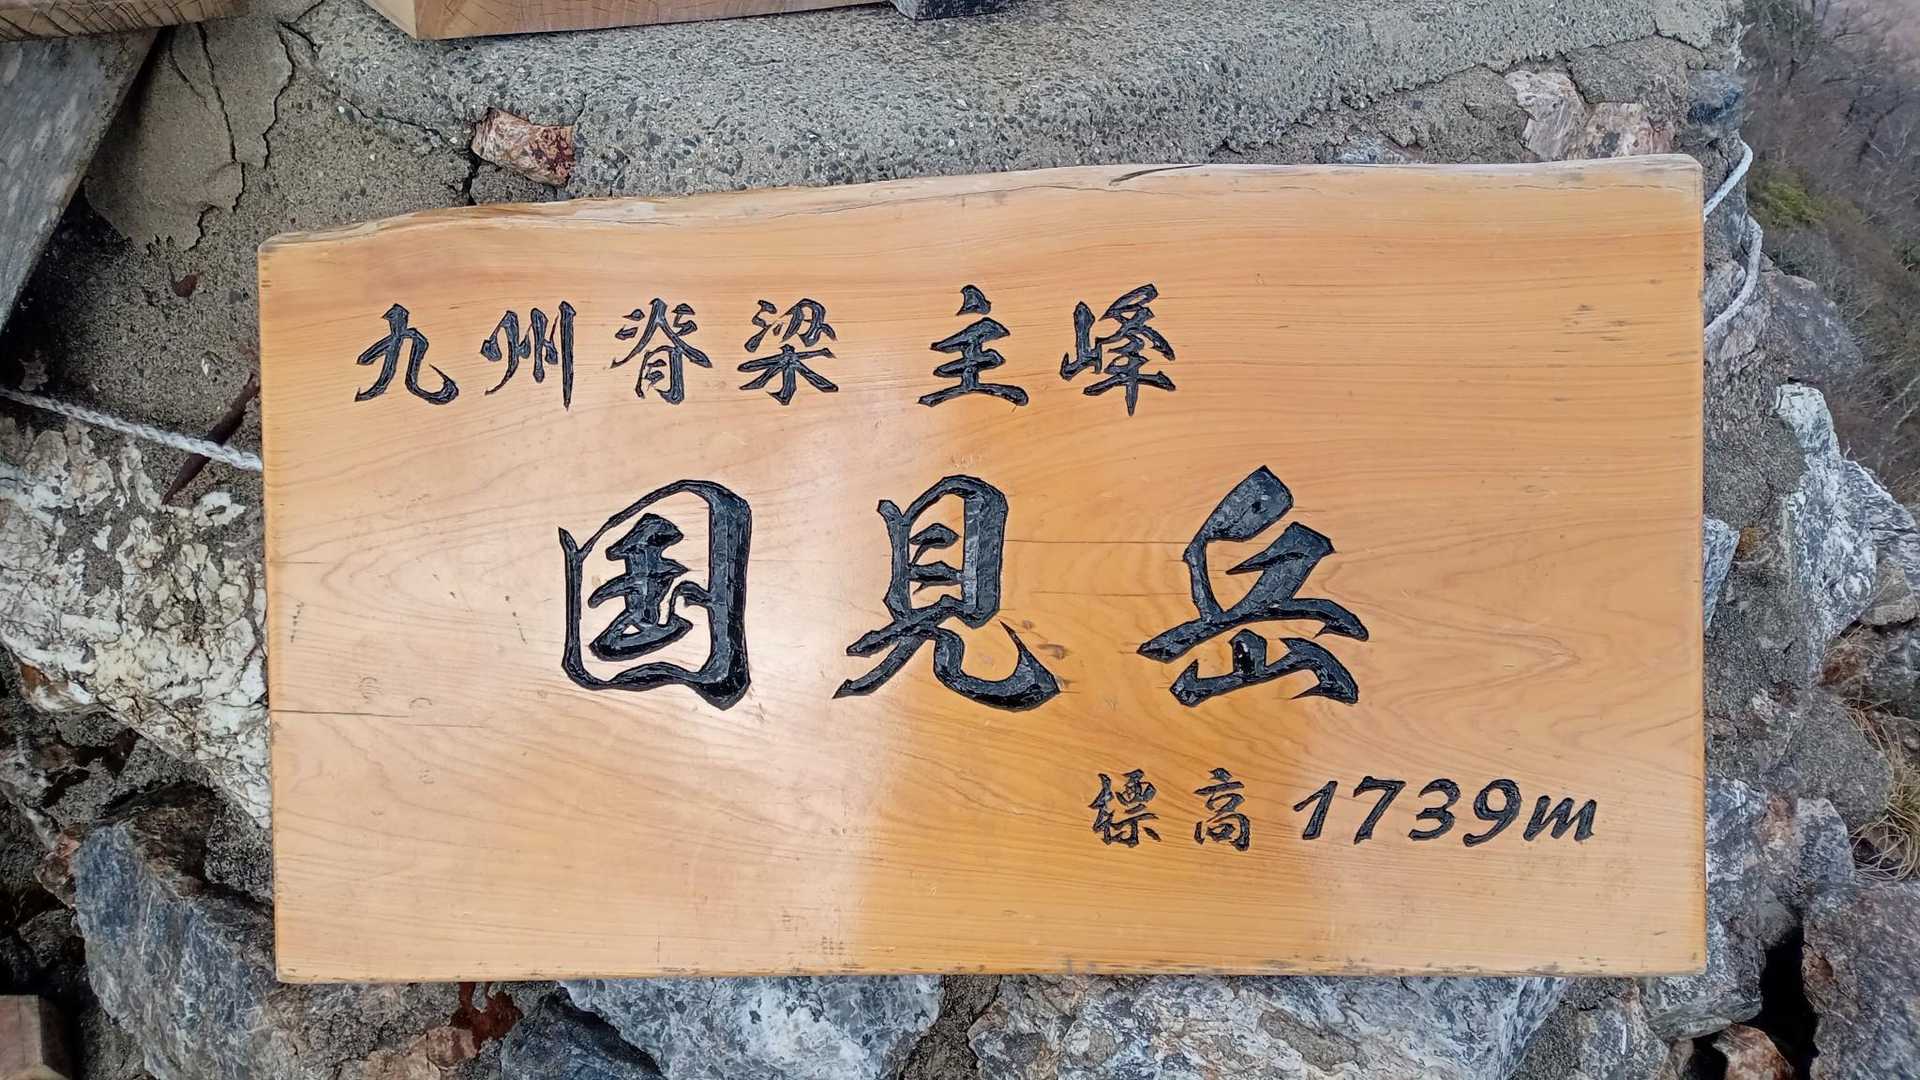 九州脊梁 主峰
国見岳
標高 1739m